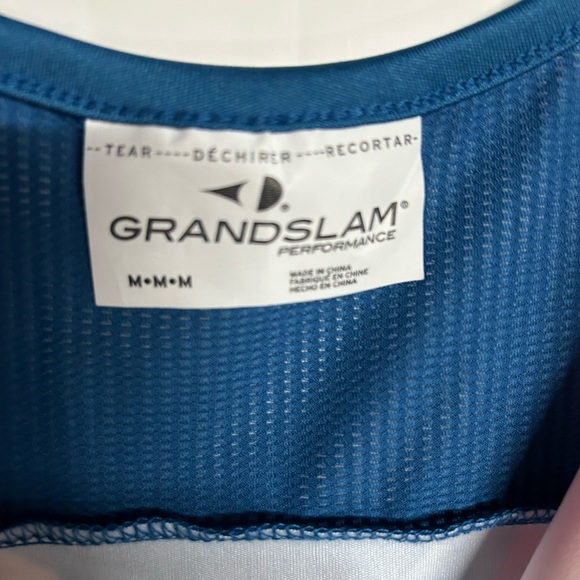 --TEAR----DÉCHIRER----RECORTAR-
GRANDSLAM®
PERFORMANCE
M•M•M
MADE IN CHINA
FABRIQUÉ EN CHINE
HECHO EN CHINA